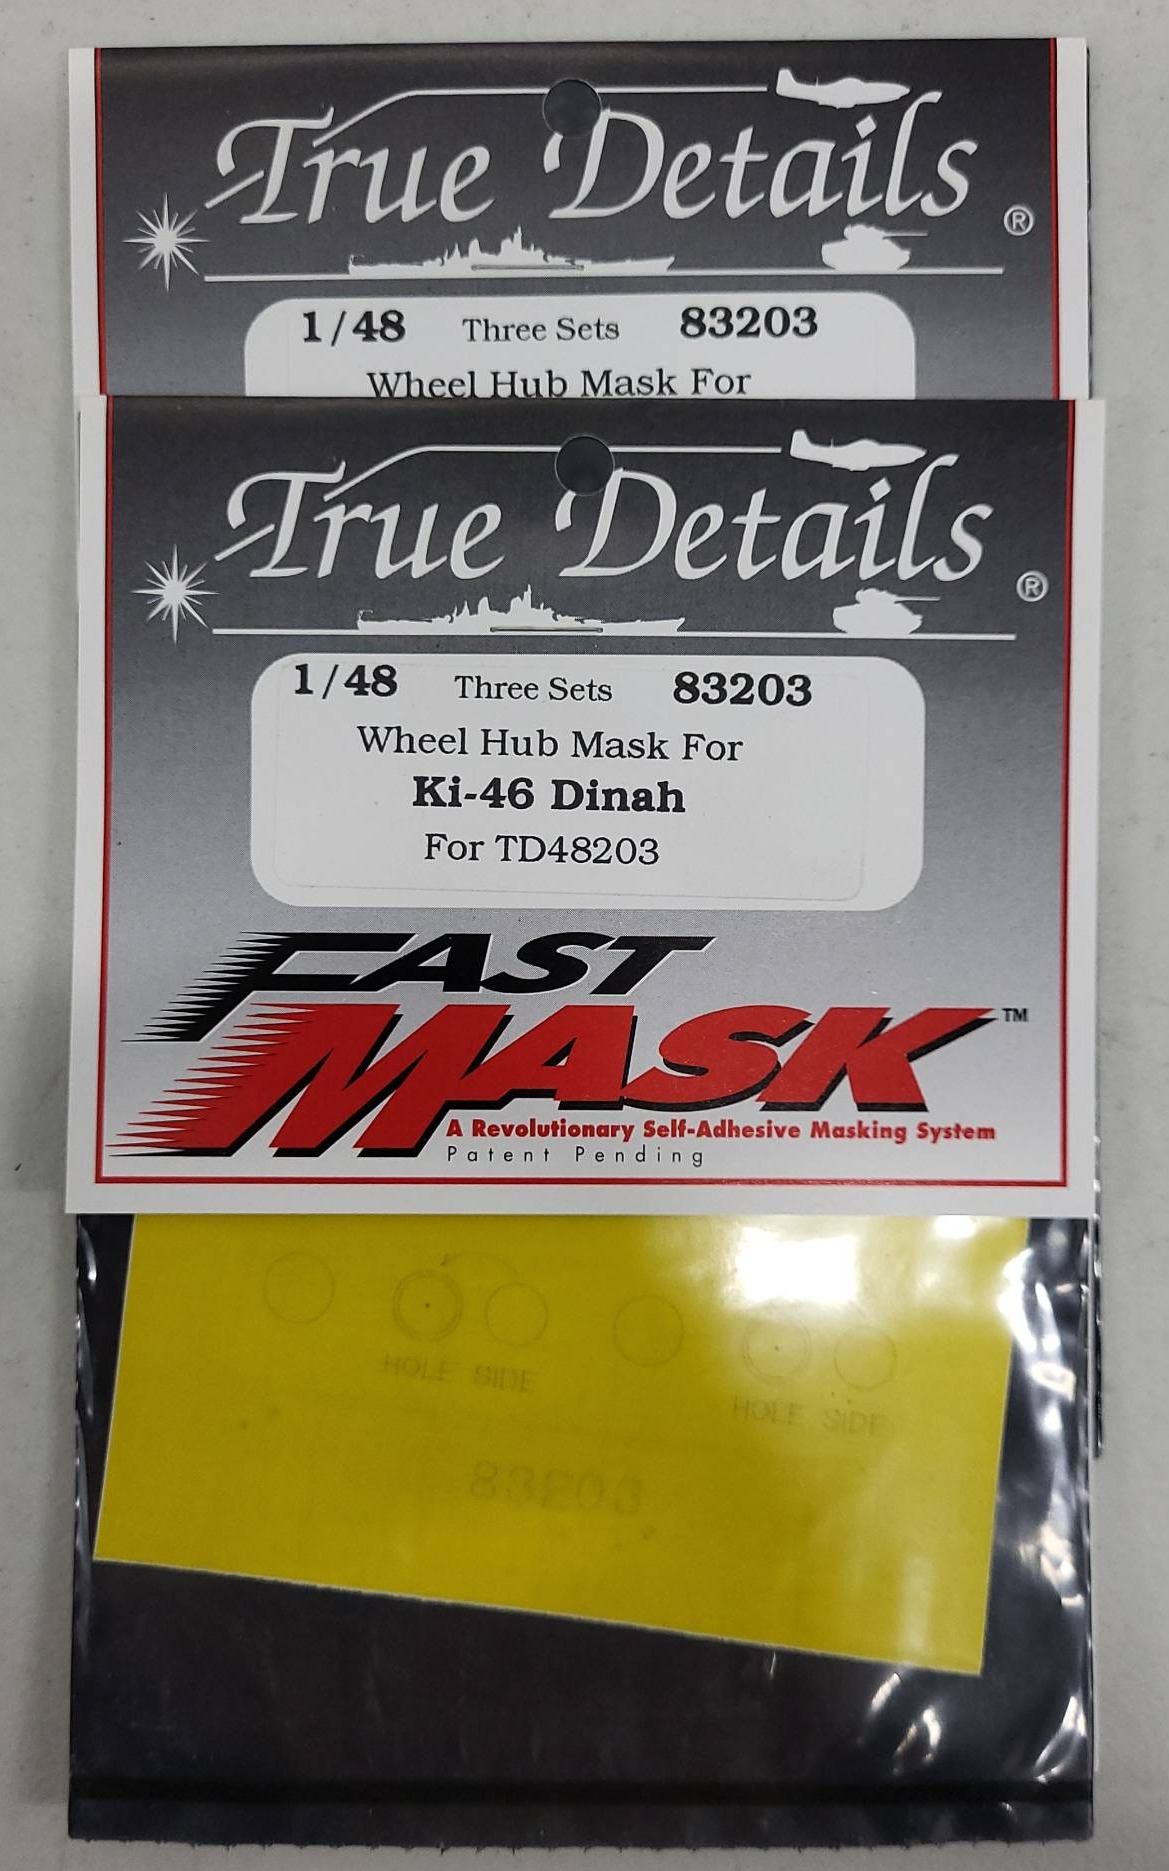 True Details ®
1/48 Three Sets 83203
Wheel Hub Mask For
True Details ®
1/48 Three Sets 83203
Wheel Hub Mask For
Ki-46 Dinah
For TD48203
FAST
MASK™
A Revolutionary Self-Adhesive Masking System
Patent Pending
HOLE SIDE
HOLE SIDE
83203